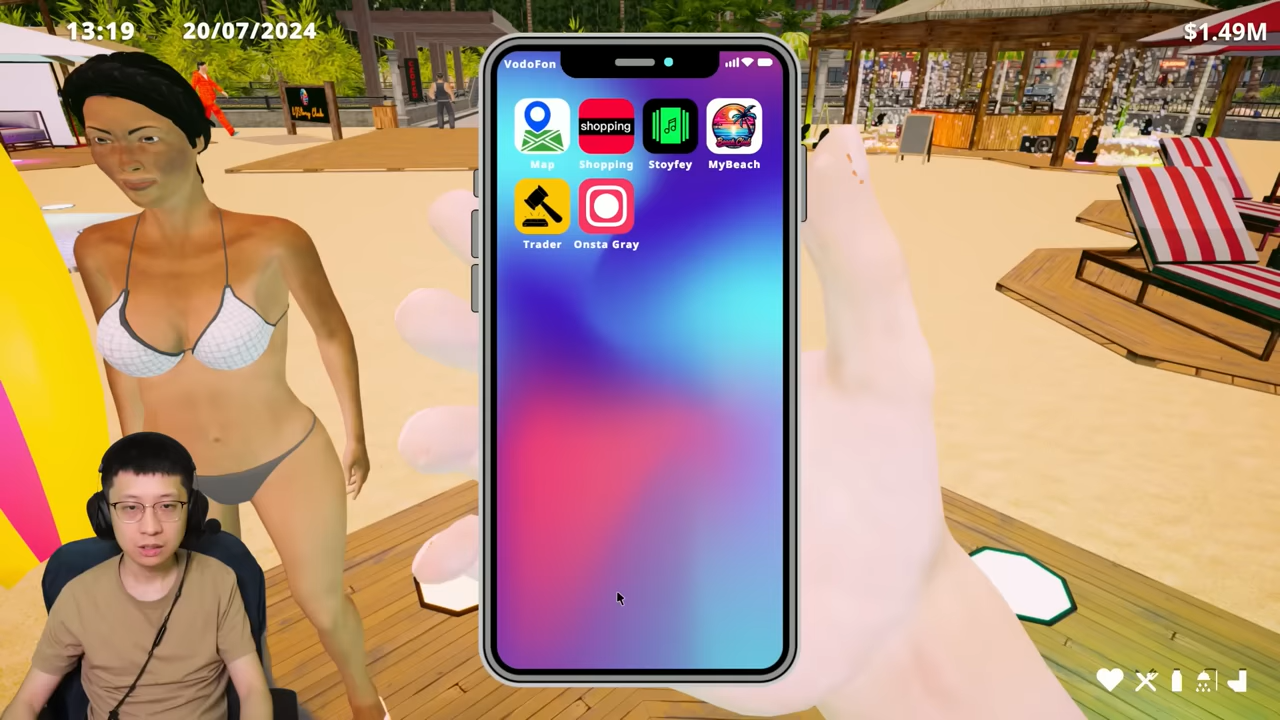 13:19
20/07/2024
$1.49M
VodoFon
shopping
Map
Shopping
Stoyfey
MyBeach
Trader
Onsta Gray